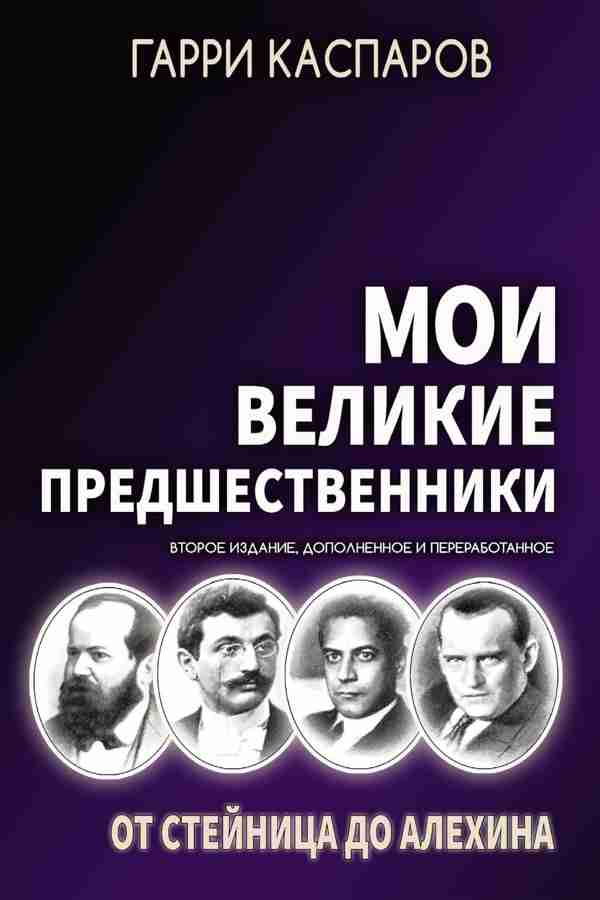 ГАРРИ КАСПАРОВ
МОИ
ВЕЛИКИЕ
ПРЕДШЕСТВЕННИКИ
ВТОРОЕ ИЗДАНИЕ, ДОПОЛНЕННОЕ И ПЕРЕРАБОТАННОЕ
ОТ СТЕЙНИЦА ДО АЛЕХИНА